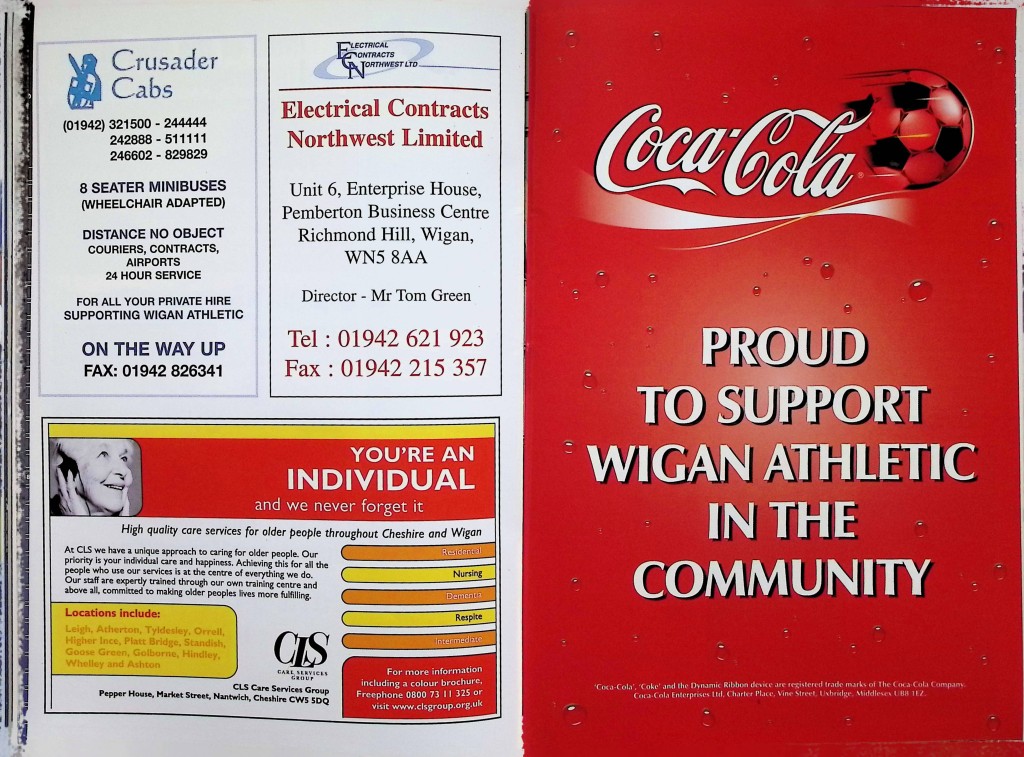 Crusader
Cabs
(01942) 321500 - 244444
242888 - 511111
246602 - 829829
8 SEATER MINIBUSES
(WHEELCHAIR ADAPTED)
DISTANCE NO OBJECT
COURIERS, CONTRACTS,
AIRPORTS
24 HOUR SERVICE
FOR ALL YOUR PRIVATE HIRE
SUPPORTING WIGAN ATHLETIC
ON THE WAY UP
FAX: 01942 826341
ELECTRICAL
CONTRACTS
NORTHWEST LTD
Electrical Contracts
Northwest Limited
Unit 6, Enterprise House,
Pemberton Business Centre
Richmond Hill, Wigan,
WN5 8AA
Director - Mr Tom Green
Tel : 01942 621 923
Fax : 01942 215 357
YOU'RE AN
INDIVIDUAL
and we never forget it
High quality care services for older people throughout Cheshire and Wigan
At CLS we have a unique approach to caring for older people. Our
priority is your individual care and happiness. Achieving this for all the
people who use our services is at the centre of everything we do.
Our staff are expertly trained through our own training centre and
above all, committed to making older peoples lives more fulfilling.
Residential
Nursing
Dementia
Respite
Intermediate
Locations include:
Leigh, Atherton, Tyldesley, Orrell,
Higher Ince, Platt Bridge, Standish,
Goose Green, Golborne, Hindley,
Whelley and Ashton
CLS
CARE SERVICES
GROUP
CLS Care Services Group
Pepper House, Market Street, Nantwich, Cheshire CW5 5DQ
For more information
including a colour brochure,
Freephone 0800 73 11 325 or
visit www.clsgroup.org.uk
Coca-Cola®
PROUD
TO SUPPORT
WIGAN ATHLETIC
IN THE
COMMUNITY
'Coca-Cola', 'Coke' and the Dynamic Ribbon device are registered trade marks of The Coca-Cola Company.
Coca-Cola Enterprises Ltd, Charter Place, Vine Street, Uxbridge, Middlesex UB8 1EZ.